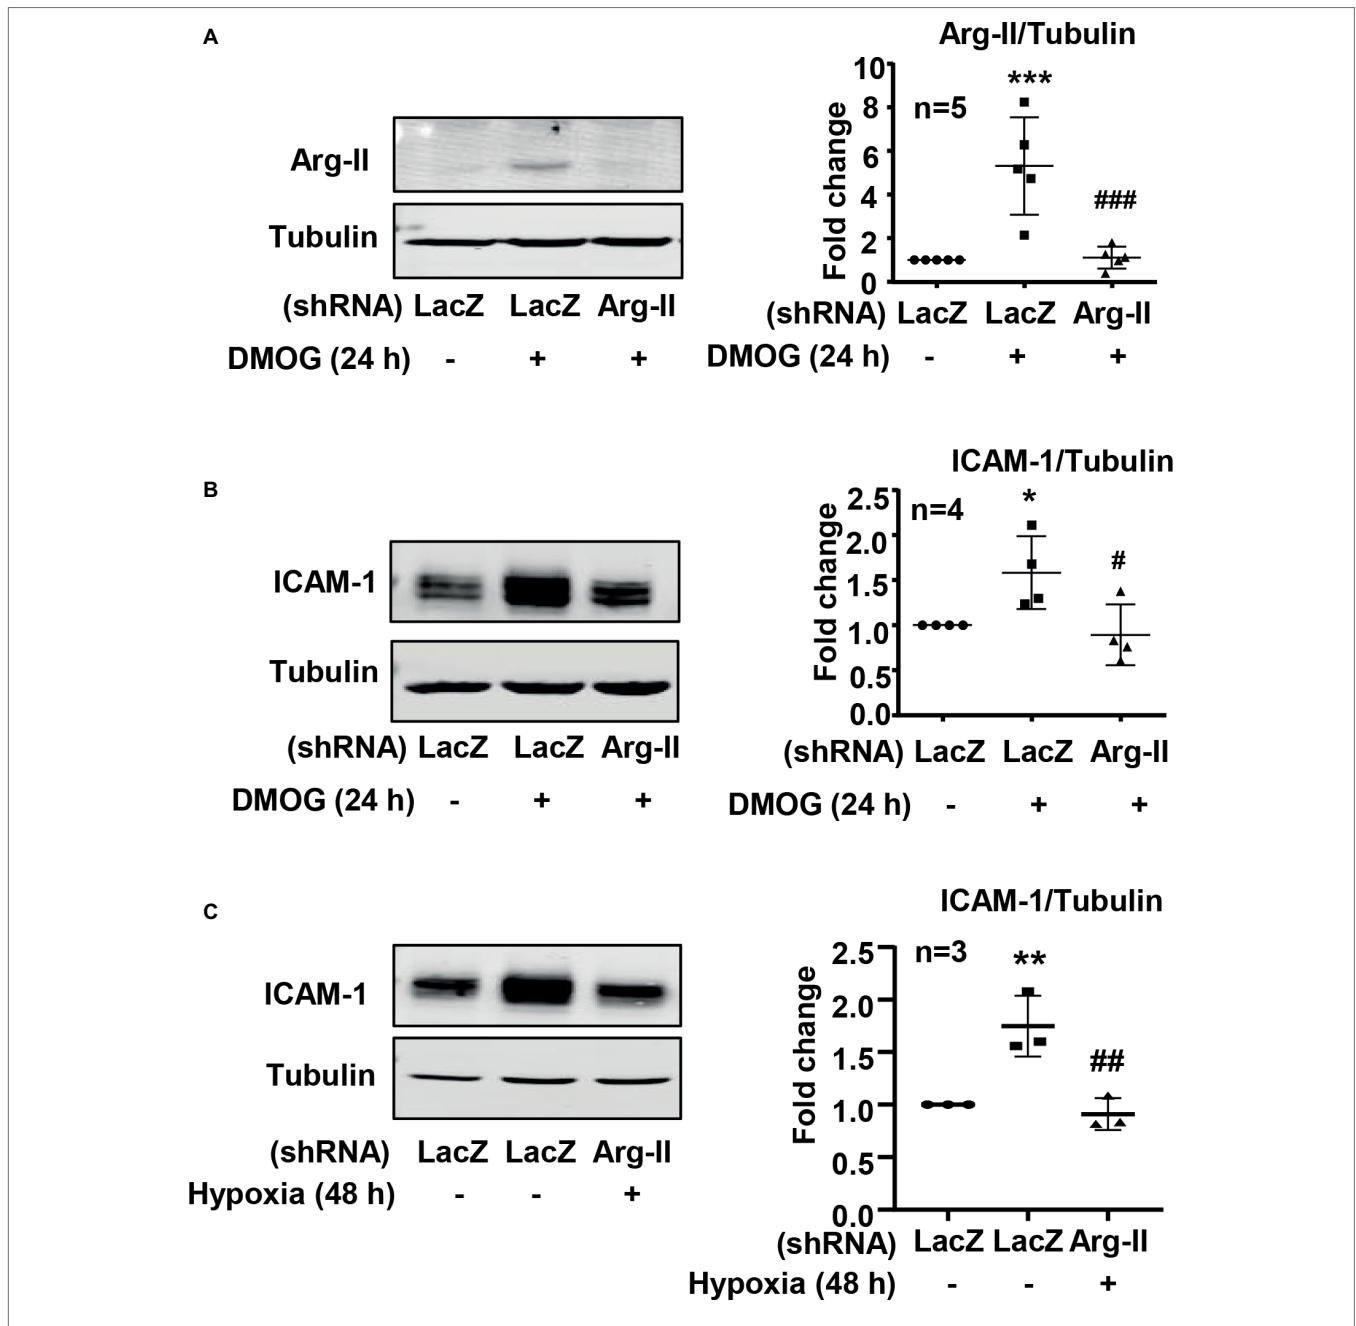 A
Arg-II
Tubulin
(shRNA) LacZ LacZ Arg-II
DMOG (24 h) - + +
Arg-II/Tubulin
Fold change
10
8
6
4
2
0
n=5
***
###
(shRNA) LacZ LacZ Arg-II
DMOG (24 h) - + +
B
ICAM-1
Tubulin
(shRNA) LacZ LacZ Arg-II
DMOG (24 h) - + +
ICAM-1/Tubulin
Fold change
2.5
2.0
1.5
1.0
0.5
0.0
n=4
*
#
(shRNA) LacZ LacZ Arg-II
DMOG (24 h) - + +
C
ICAM-1
Tubulin
(shRNA) LacZ LacZ Arg-II
Hypoxia (48 h) - - +
ICAM-1/Tubulin
Fold change
2.5
2.0
1.5
1.0
0.5
0.0
n=3
**
##
(shRNA) LacZ LacZ Arg-II
Hypoxia (48 h) - - +